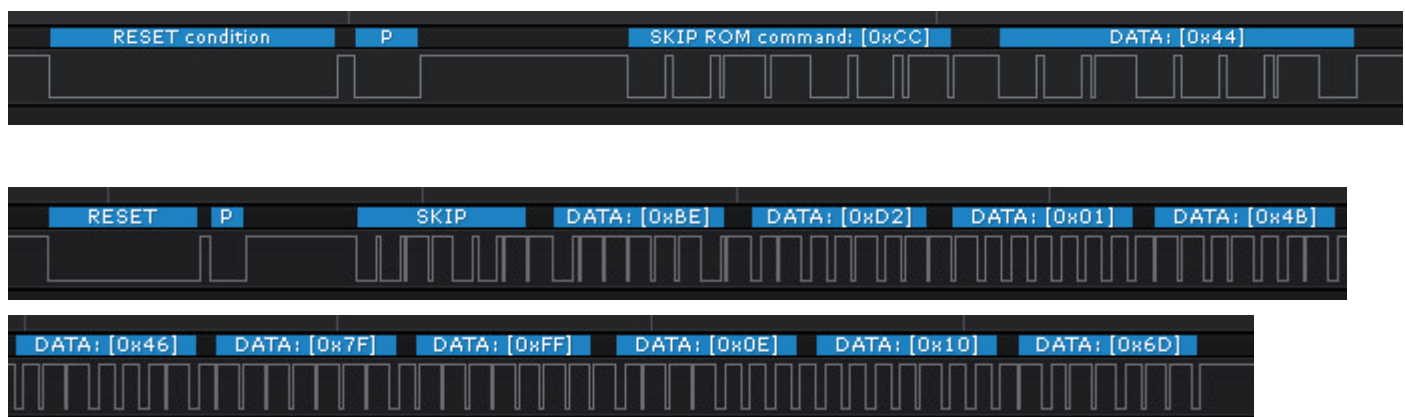 RESET condition P SKIP ROM command: [0xCC] DATA: [0x44]
RESET P SKIP DATA: [0xBE] DATA: [0xD2] DATA: [0x01] DATA: [0x4B]
DATA: [0x46] DATA: [0x7F] DATA: [0xFF] DATA: [0x0E] DATA: [0x10] DATA: [0x6D]